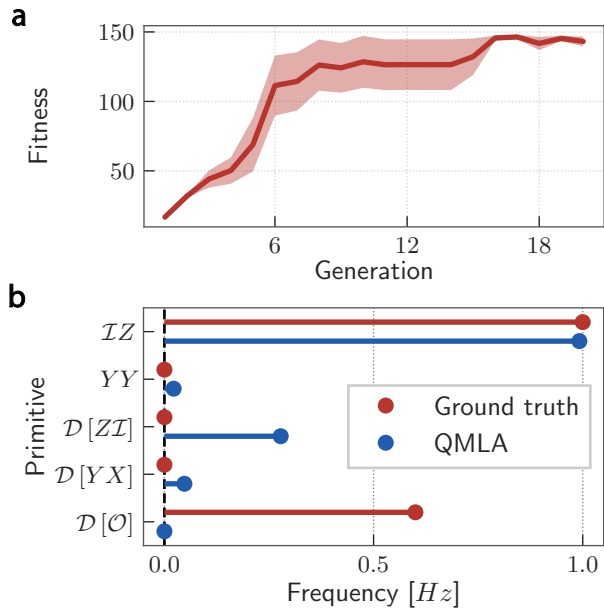 a
150
100
50
Fitness
6
12
18
Generation
b
IZ
YY
D [ZI]
D [Y X]
D [O]
Primitive
Ground truth
QMLA
0.0
0.5
1.0
Frequency [Hz]